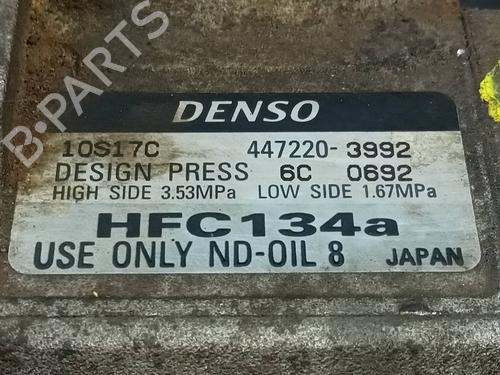 DENSO
10S17C 447220-3992
DESIGN PRESS 6C 0692
HIGH SIDE 3.53MPa LOW SIDE 1.67MPa
HFC134a
USE ONLY ND-OIL 8 JAPAN
B-PARTS